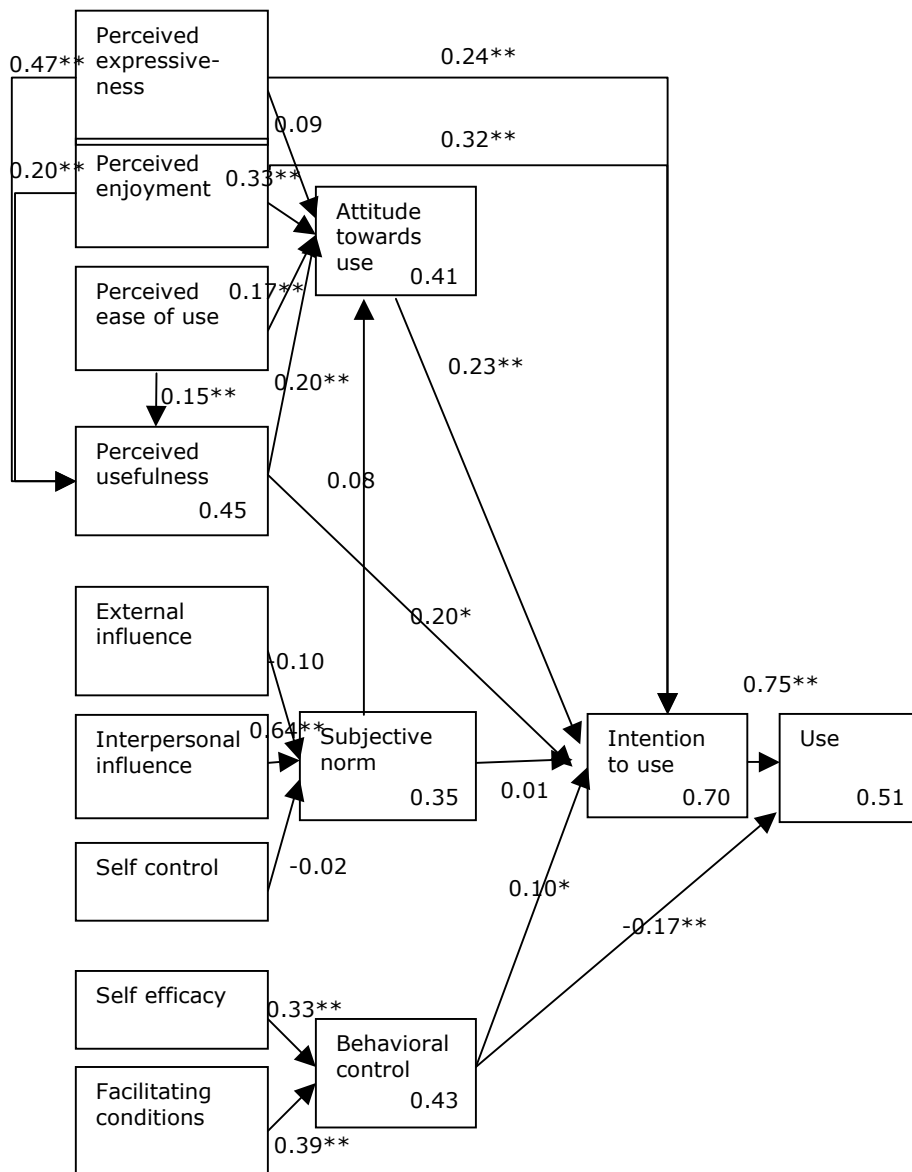 Perceived
expressive-
ness
0.47**
0.24**
0.09
0.32**
Perceived
enjoyment
0.20**
0.33**
Attitude
towards
use
0.41
Perceived
ease of use
0.17**
0.23**
0.20**
0.15**
Perceived
usefulness
0.45
0.08
External
influence
0.20*
-0.10
0.75**
Interpersonal
influence
0.64**
Subjective
norm
0.35
0.01
Intention
to use
0.70
Use
0.51
Self control
-0.02
0.10*
-0.17**
Self efficacy
0.33**
Behavioral
control
0.43
Facilitating
conditions
0.39**